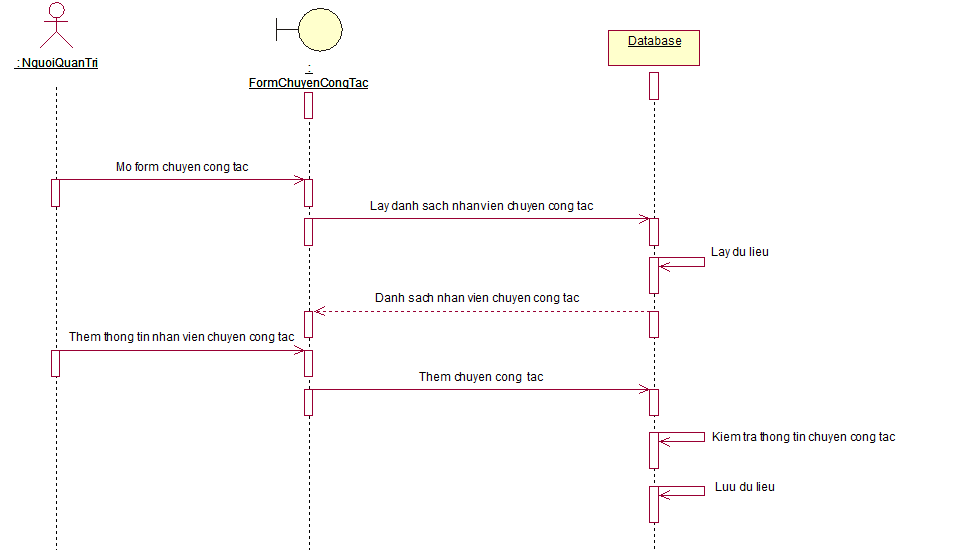 : NguoiQuanTri
:
FormChuyenCongTac
Database
Mo form chuyen cong tac
Lay danh sach nhanvien chuyen cong tac
Lay du lieu
Danh sach nhan vien chuyen cong tac
Them thong tin nhan vien chuyen cong tac
Them chuyen cong tac
Kiem tra thong tin chuyen cong tac
Luu du lieu